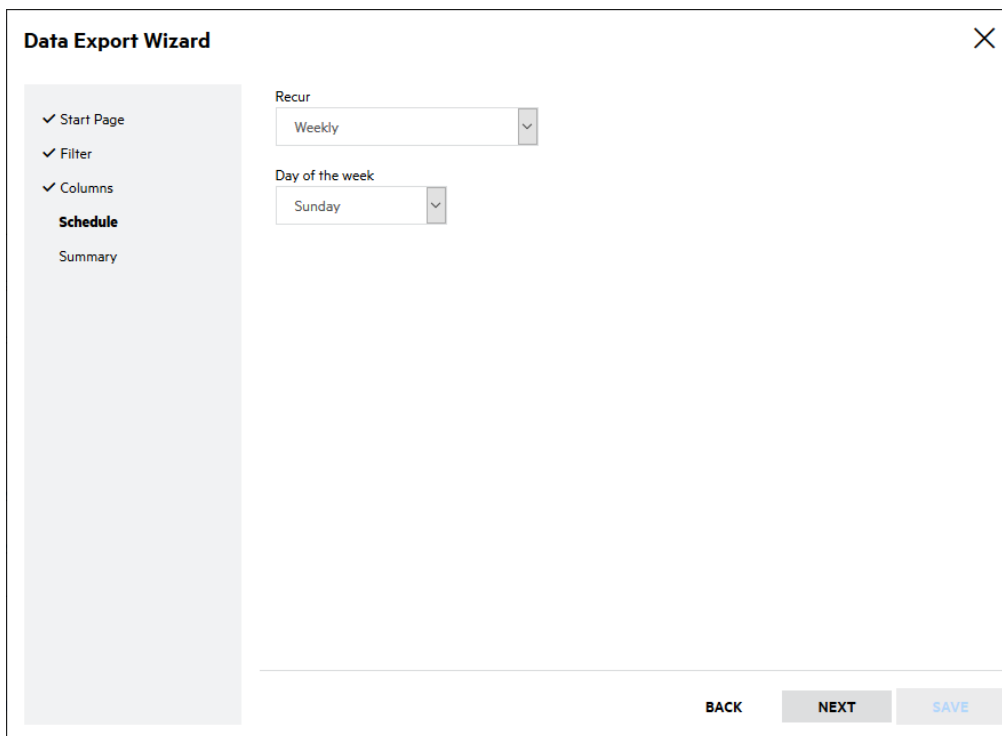 Data Export Wizard
Start Page
Filter
Columns
Schedule
Summary
Recur
Weekly
Day of the week
Sunday
BACK NEXT SAVE